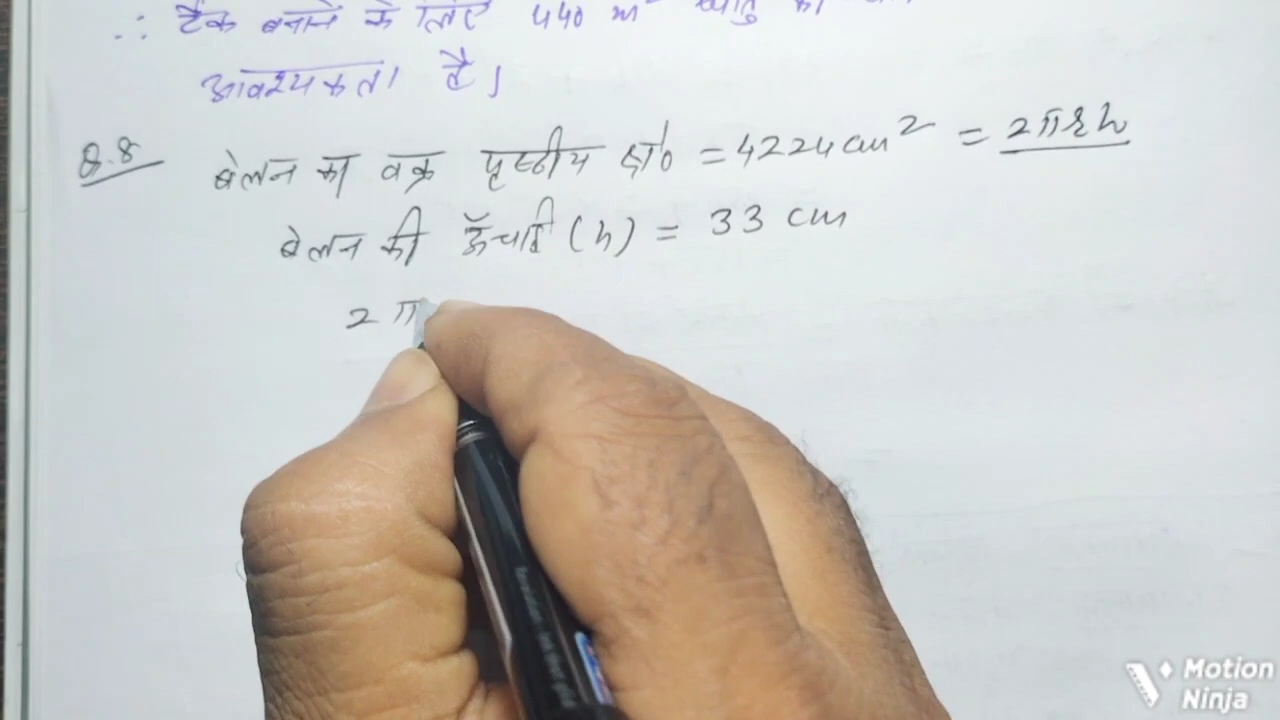 ∴ टैंक बनाने के लिए 440 m² धातु की
आवश्यकता है।
Q.8 बेलन का वक्र पृष्ठीय क्षे० = 4224 cm² = 2πrh
बेलन की ऊँचाई (h) = 33 cm
2π
Motion
Ninja